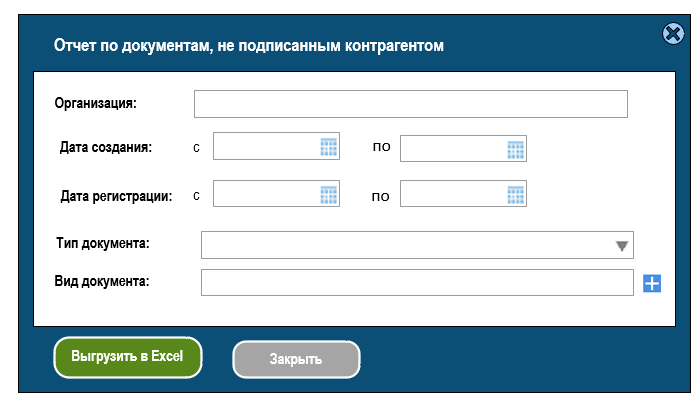 Отчет по документам, не подписанным контрагентом
Организация:
Дата создания: с по
Дата регистрации: с по
Тип документа:
Вид документа:
Выгрузить в Excel Закрыть